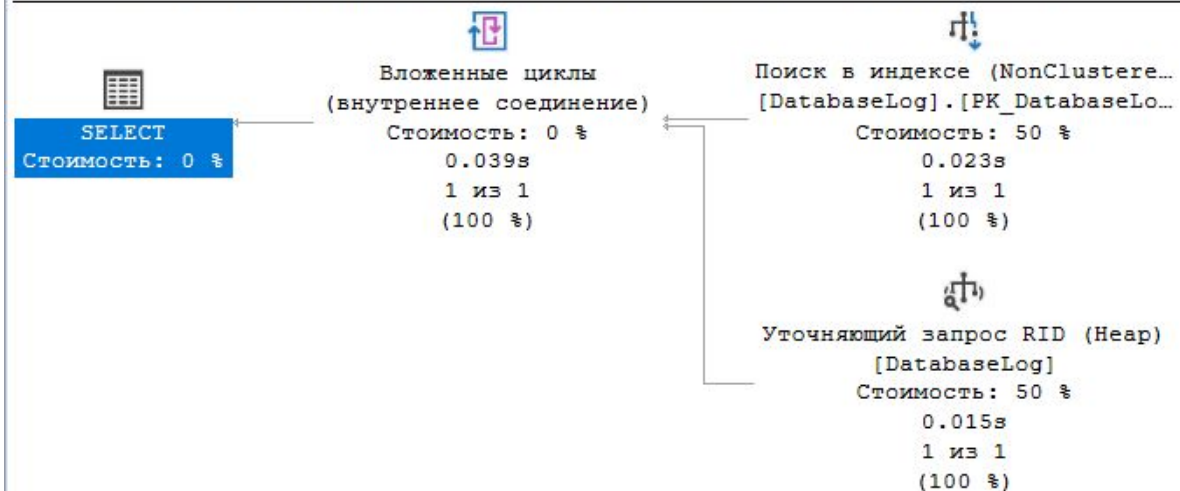 SELECT
Стоимость: 0 %
Вложенные циклы
(внутреннее соединение)
Стоимость: 0 %
0.039s
1 из 1
(100 %)
Поиск в индексе (NonClustere…
[DatabaseLog].[PK_DatabaseLo…
Стоимость: 50 %
0.023s
1 из 1
(100 %)
Уточняющий запрос RID (Heap)
[DatabaseLog]
Стоимость: 50 %
0.015s
1 из 1
(100 %)